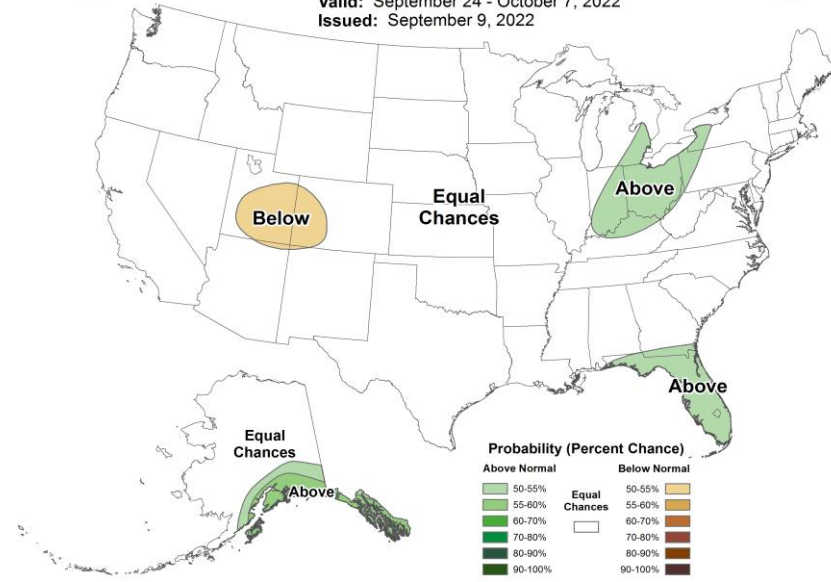 Valid: September 24 - October 7, 2022
Issued: September 9, 2022
Above
Equal
Chances
Below
Above
Equal
Chances
Above
Probability (Percent Chance)
Above Normal
Below Normal
50-55%
55-60%
60-70%
70-80%
80-90%
90-100%
Equal
Chances
50-55%
55-60%
60-70%
70-80%
80-90%
90-100%